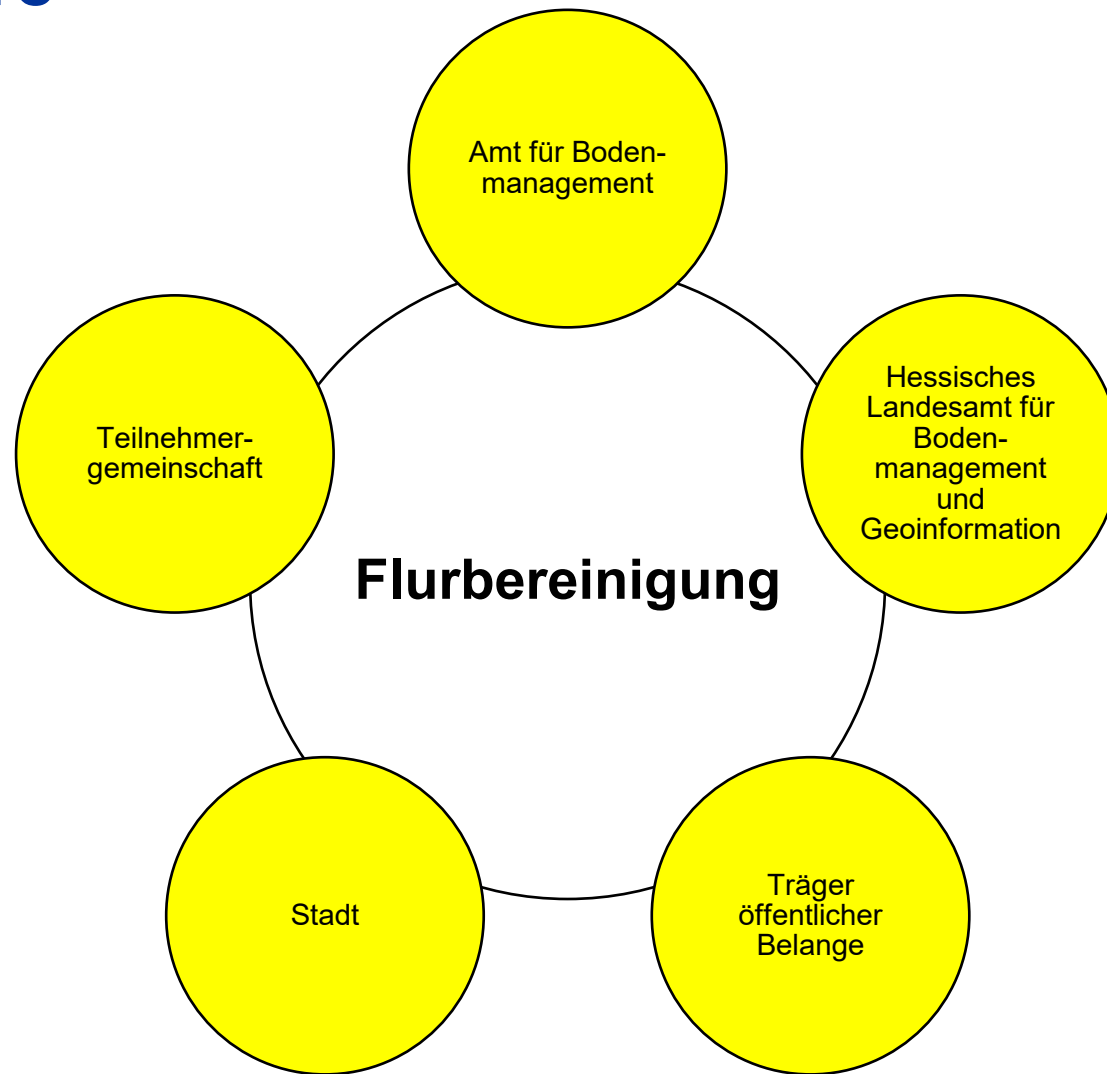 Amt für Boden-
management
Hessisches
Landesamt für
Boden-
management
und
Geoinformation
Teilnehmer-
gemeinschaft
Flurbereinigung
Träger
öffentlicher
Belange
Stadt